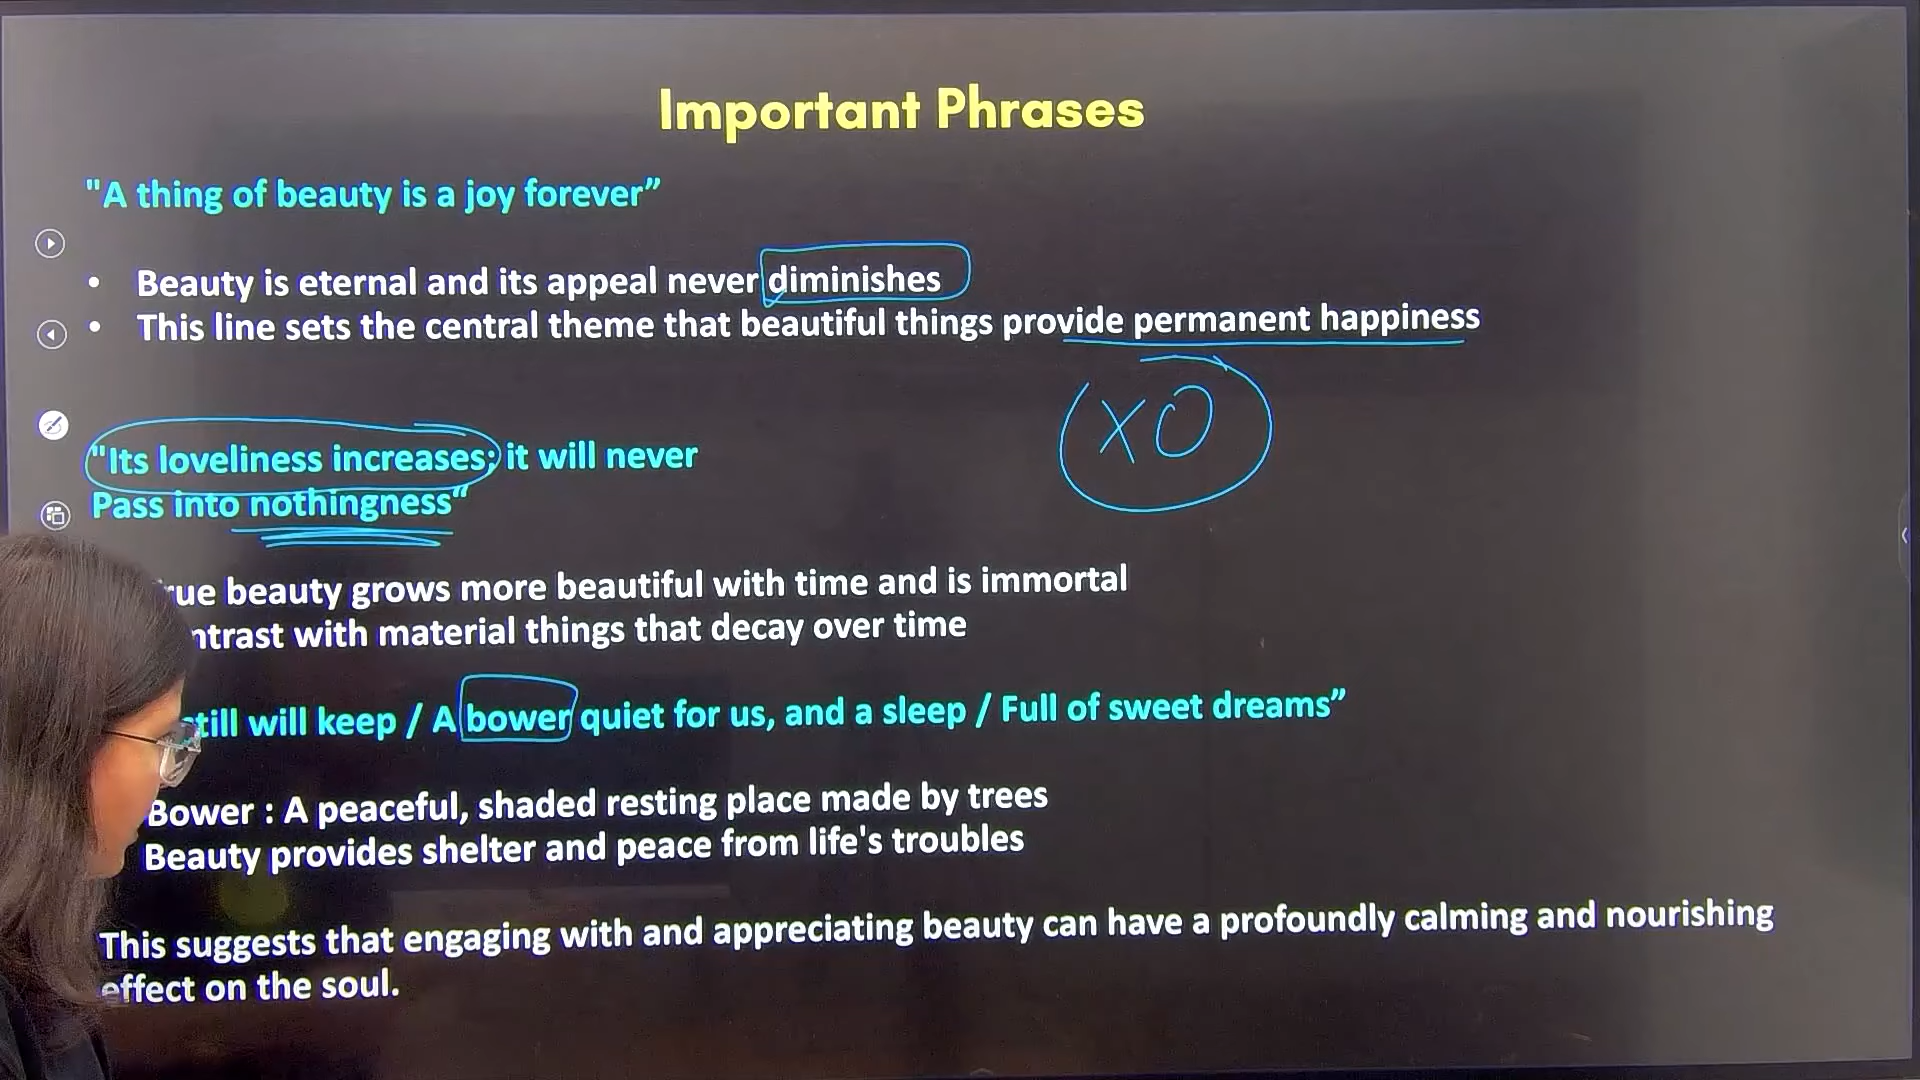 Important Phrases
"A thing of beauty is a joy forever”
• Beauty is eternal and its appeal never diminishes
• This line sets the central theme that beautiful things provide permanent happiness
XO
"Its loveliness increases; it will never
Pass into nothingness“
beauty grows more beautiful with time and is immortal
with material things that decay over time
will keep / A bower quiet for us, and a sleep / Full of sweet dreams”
Bower : A peaceful, shaded resting place made by trees
Beauty provides shelter and peace from life's troubles
This suggests that engaging with and appreciating beauty can have a profoundly calming and nourishing
effect on the soul.